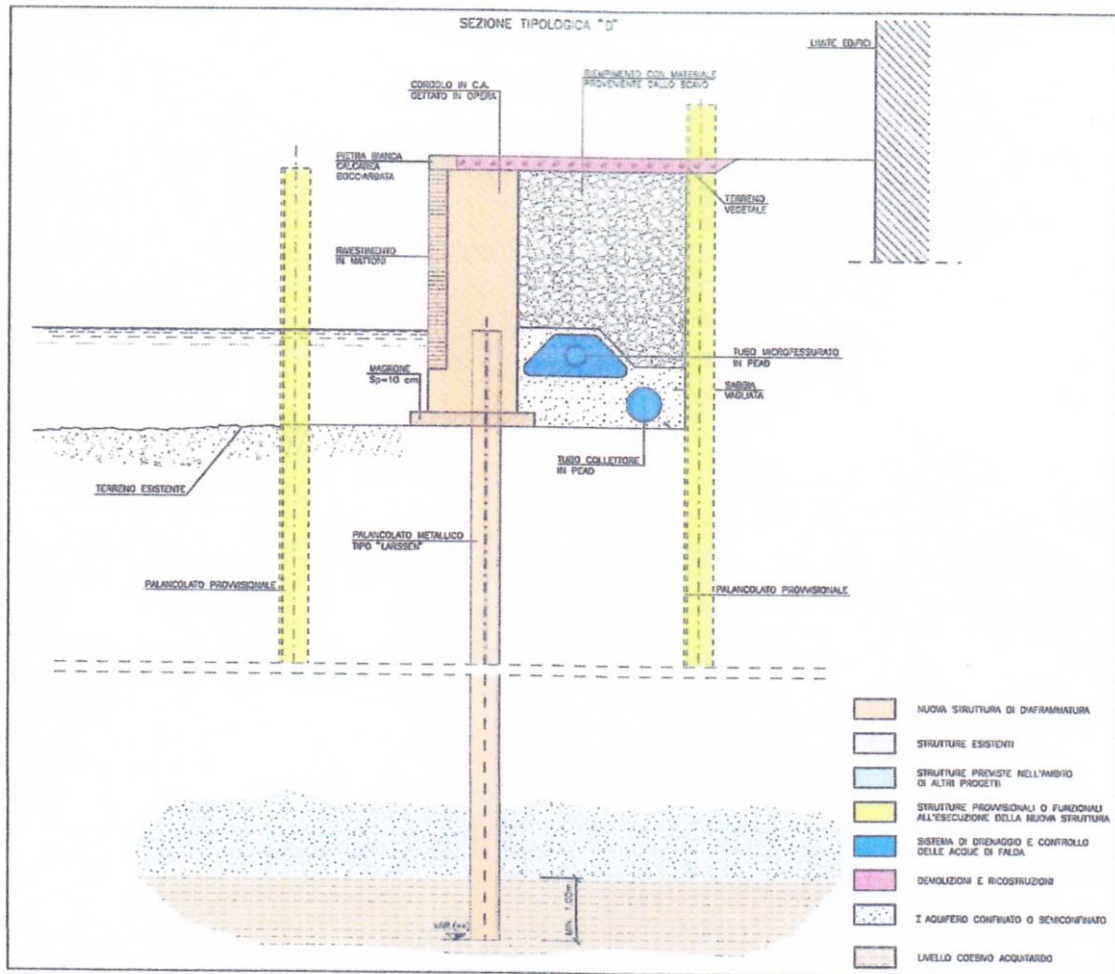 SEZIONE TIPOLOGICA "D"
LIMITE EDIFICI
CORDOLO IN C.A.
GETTATO IN OPERA
RIEMPIMENTO CON MATERIALE
PROVENIENTE DALLO SCAVO
PIETRA BIANCA
CALCAREA
BOCCIARDATA
TERRENO
VEGETALE
RIVESTIMENTO
IN MATTONI
TUBO MICROFESSURATO
IN PEAD
MAGRONE
Sp=10 cm
SABBIA
VAGLIATA
TUBO COLLETTORE
IN PEAD
TERRENO ESISTENTE
PALANCOLATO METALLICO
TIPO "LARSSEN"
PALANCOLATO PROVVISIONALE
PALANCOLATO PROVVISIONALE
NUOVA STRUTTURA DI DIAFRAMMATURA
STRUTTURE ESISTENTI
STRUTTURE PREVISTE NELL'AMBITO
DI ALTRI PROGETTI
STRUTTURE PROVVISIONALI O FUNZIONALI
ALL'ESECUZIONE DELLA NUOVA STRUTTURA
SISTEMA DI DRENAGGIO E CONTROLLO
DELLE ACQUE DI FALDA
DEMOLIZIONI E RICOSTRUZIONI
I AQUIFERO CONFINATO O SEMICONFINATO
LIVELLO COESIVO ACQUITARDO
VAR.(**)
Min. 1.00m